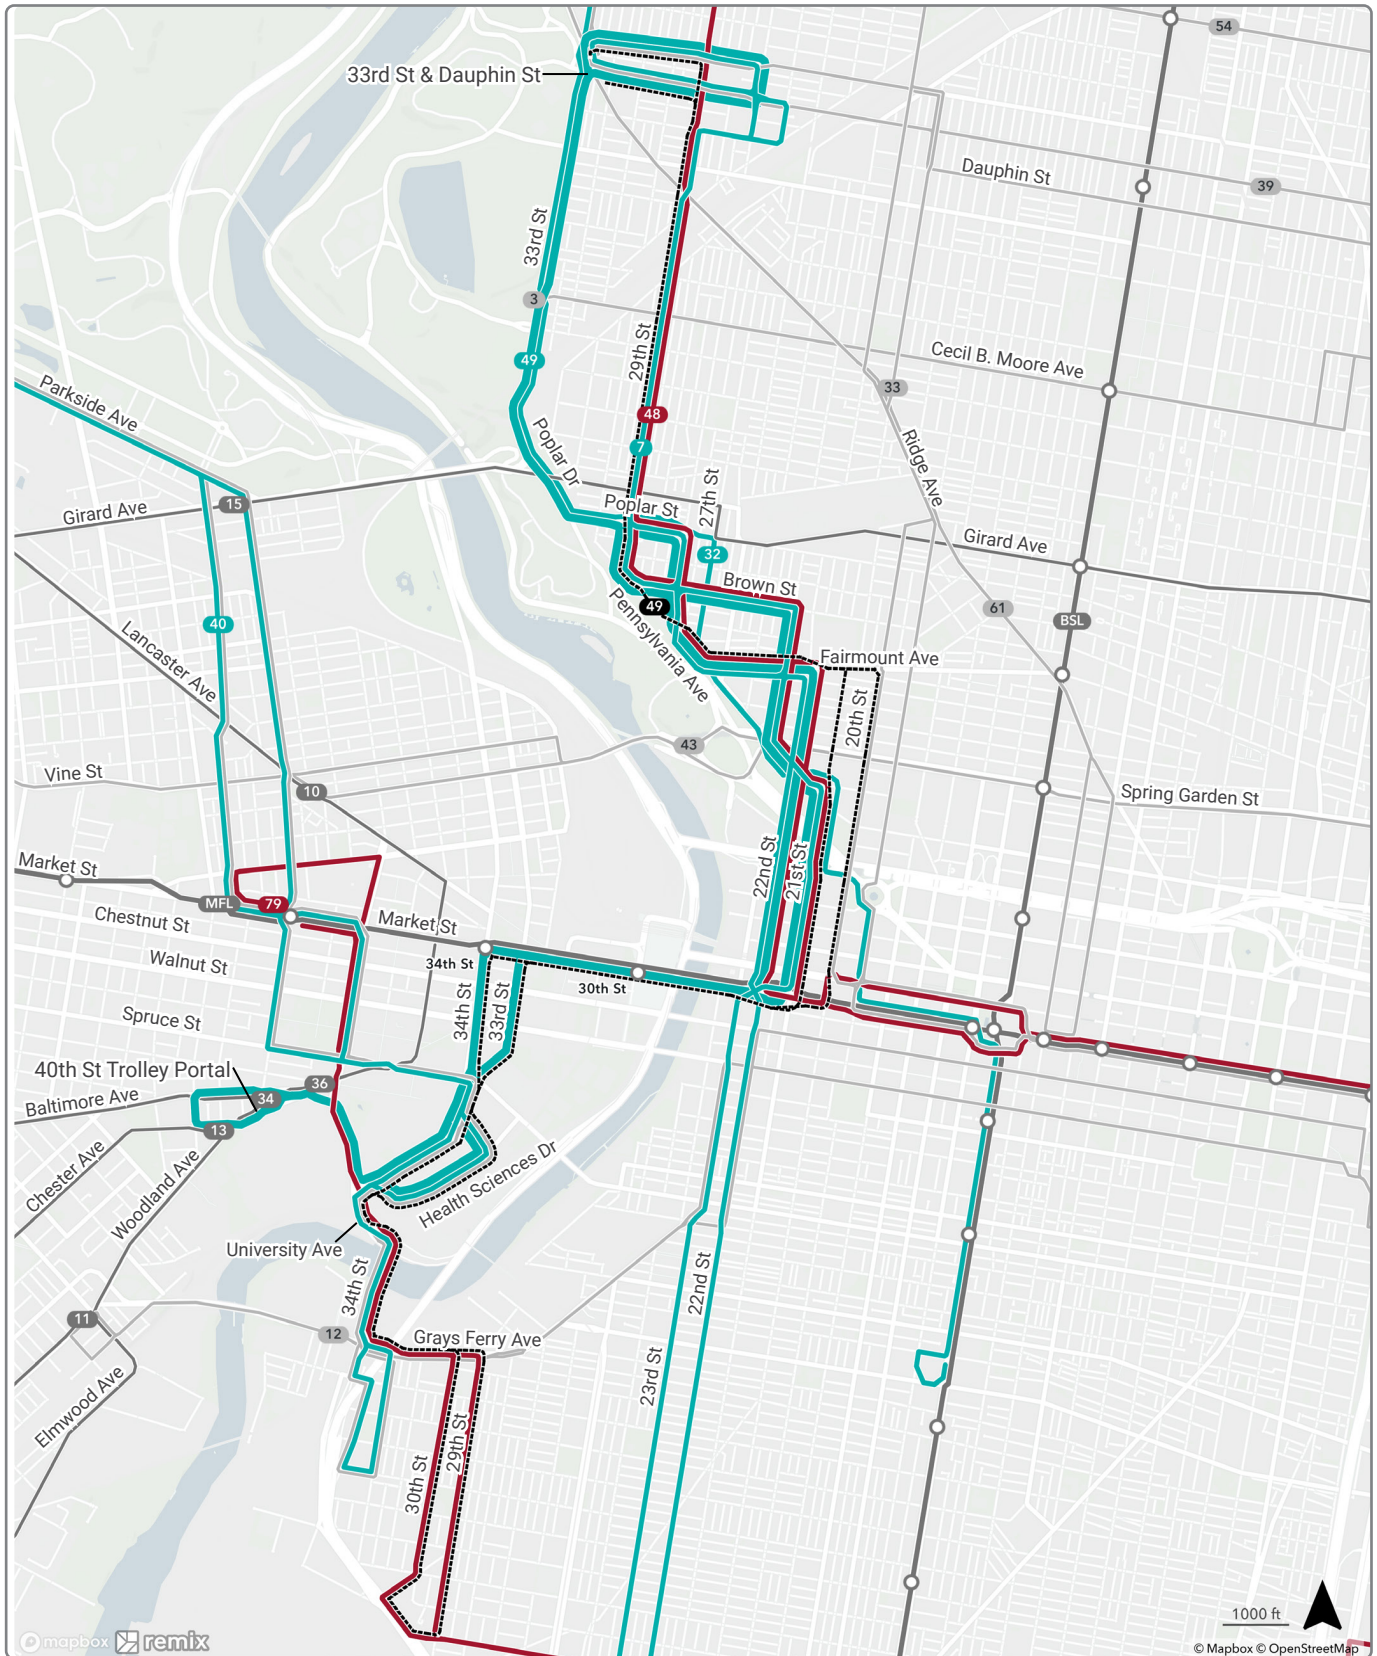 54
33rd St & Dauphin St
Dauphin St
39
33rd St
3
29th St
Cecil B. Moore Ave
49
Parkside Ave
33
48
Poplar Dr
7
Ridge Ave
27th St
15
Poplar St
Girard Ave
Girard Ave
32
Brown St
49
61
BSL
40
Lancaster Ave
Pennsylvania Ave
Fairmount Ave
20th St
43
Vine St
10
Spring Garden St
22nd St
21st St
Market St
MFL
79
Chestnut St
Market St
Walnut St
34th St
30th St
34th St
33rd St
Spruce St
40th St Trolley Portal
36
Baltimore Ave
34
13
Chester Ave
Woodland Ave
Health Sciences Dr
University Ave
34th St
22nd St
11
12
Grays Ferry Ave
23rd St
Elmwood Ave
29th St
30th St
1000 ft
mapbox remix
© Mapbox © OpenStreetMap